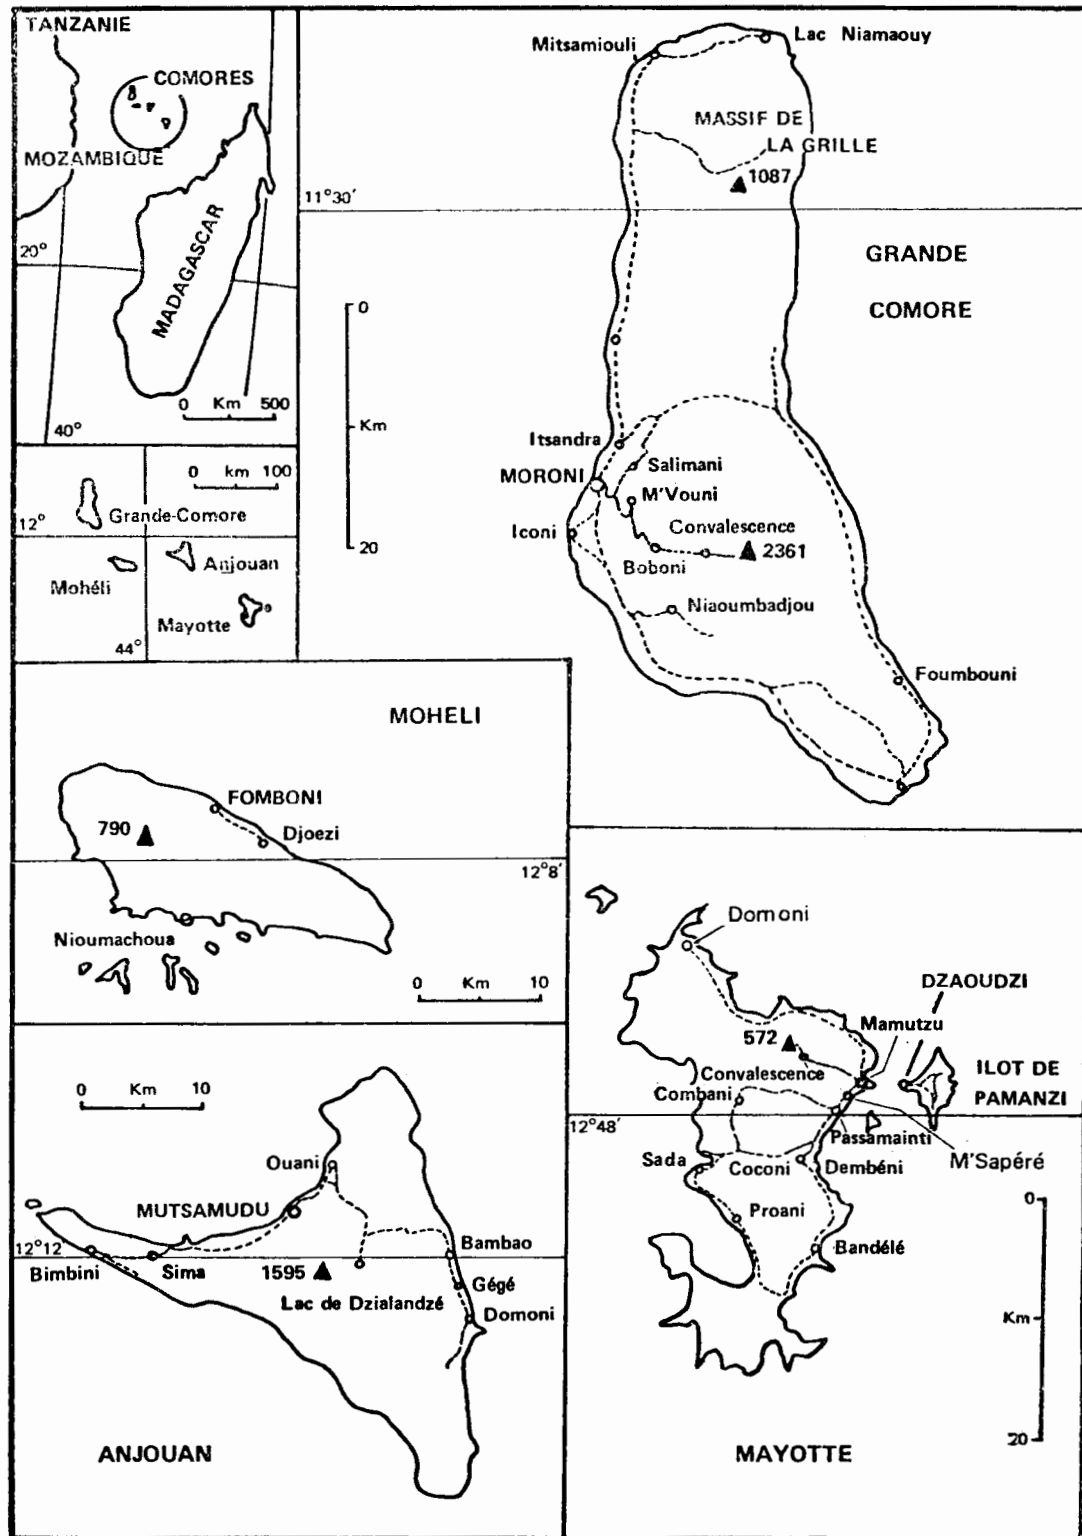 TANZANIE
COMORES
MOZAMBIQUE
MADAGASCAR
20°
0 Km 500
40°
0 km 100
Grande-Comore
12°
Mohéli
Anjouan
Mayotte
44°
Mitsamiouli
Lac Niamaouy
MASSIF DE
LA GRILLE
1087
11°30′
GRANDE
COMORE
0
Km
20
Itsandra
MORONI
Salimani
M'Vouni
Iconi
Convalescence
2361
Boboni
Niaoumbadjou
Foumbouni
MOHELI
FOMBONI
790
Djoezi
12°8′
Nioumachoua
0 Km 10
0 Km 10
Ouani
MUTSAMUDU
12°12′
Bimbini
Sima
1595
Lac de Dzialandzé
Bambao
Gégé
Domoni
ANJOUAN
Domoni
DZAOUDZI
Mamutzu
572
ILOT DE
PAMANZI
Convalescence
Combani
12°48′
Passamainti
M'Sapéré
Sada
Coconi
Dembéni
Proani
Bandélé
0
Km
20
MAYOTTE